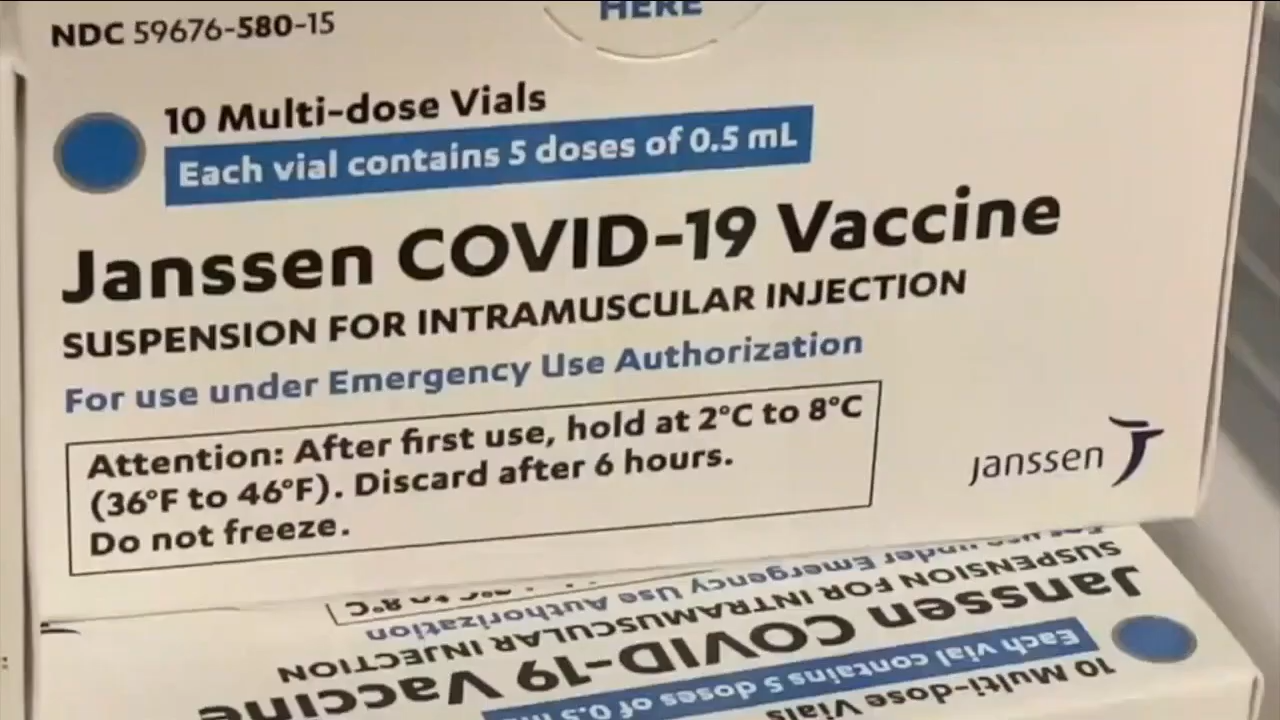 HERE
NDC 59676-580-15
10 Multi-dose Vials
Each vial contains 5 doses of 0.5 mL
Janssen COVID-19 Vaccine
SUSPENSION FOR INTRAMUSCULAR INJECTION
For use under Emergency Use Authorization
Attention: After first use, hold at 2°C to 8°C
(36°F to 46°F). Discard after 6 hours.
Do not freeze.
janssen
10 Multi-dose Vials
Each vial contains 5 doses of 0.5
Janssen COVID-19 Vaccine
SUSPENSION FOR INTRAMUSCULAR INJECTION
For use under Emergency Use Authorization
8°C